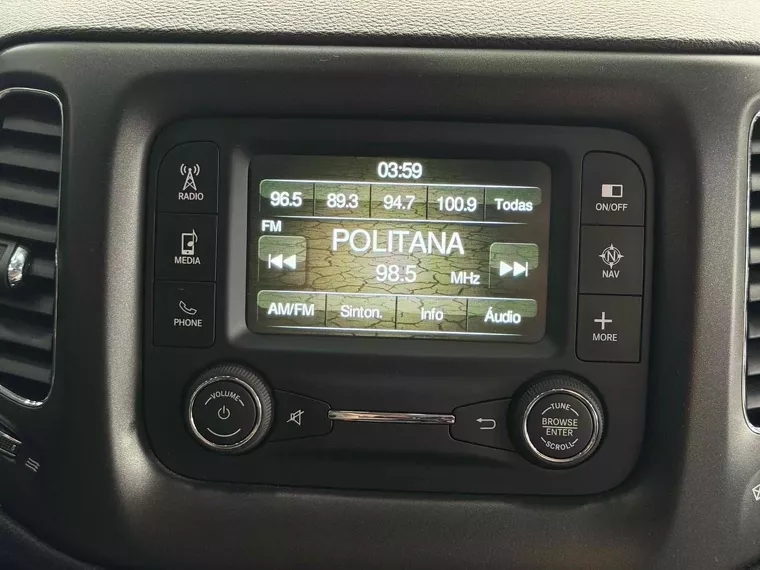 03:59
96.5 89.3 94.7 100.9 Todas
FM
POLITANA
98.5 MHz
AM/FM Sinton. Info Áudio
RADIO
MEDIA
PHONE
ON/OFF
N
NAV
MORE
VOLUME
TUNE
BROWSE
ENTER
SCROLL